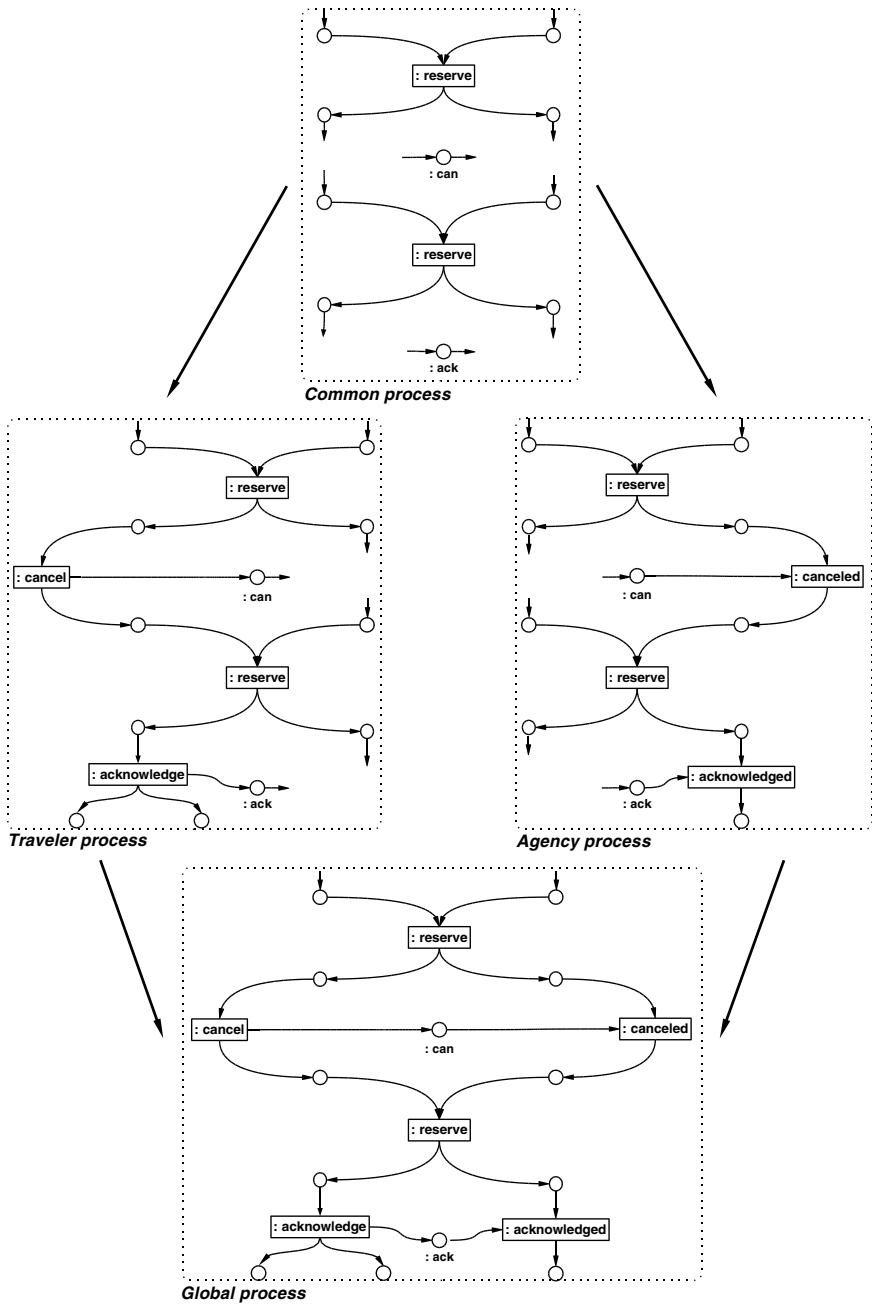 : reserve
: can
: reserve
: ack
Common process
: reserve
: cancel
: can
: reserve
: acknowledge
: ack
Traveler process
: reserve
: can
: canceled
: reserve
: ack
: acknowledged
Agency process
: reserve
: cancel
: can
: canceled
: reserve
: acknowledge
: ack
: acknowledged
Global process